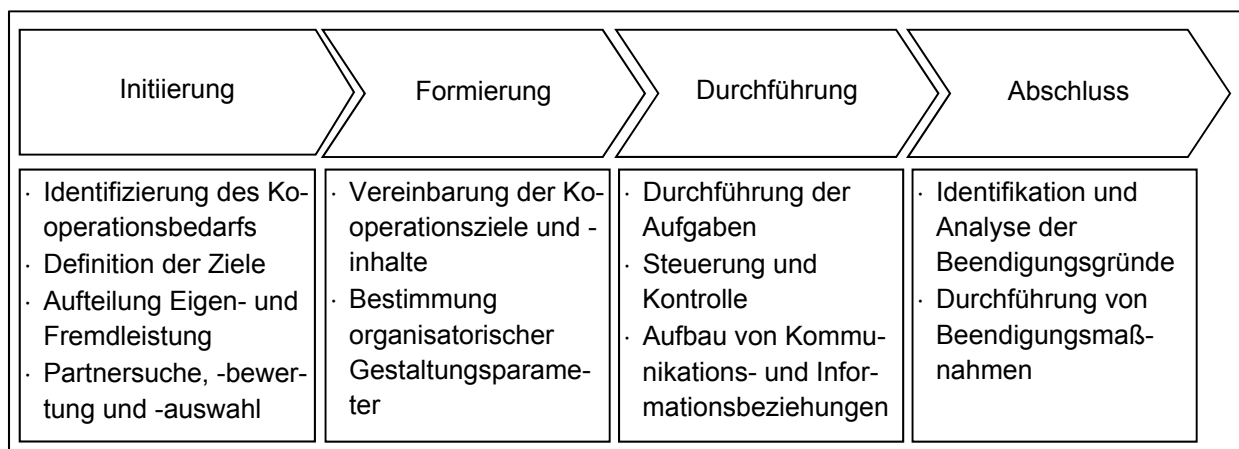 Initiierung
Formierung
Durchführung
Abschluss
· Identifizierung des Ko-
operationsbedarfs
· Definition der Ziele
· Aufteilung Eigen- und
Fremdleistung
· Partnersuche, -bewer-
tung und -auswahl
· Vereinbarung der Ko-
operationsziele und -
inhalte
· Bestimmung
organisatorischer
Gestaltungsparame-
ter
· Durchführung der
Aufgaben
· Steuerung und
Kontrolle
· Aufbau von Kommu-
nikations- und Infor-
mationsbeziehungen
· Identifikation und
Analyse der
Beendigungsgründe
· Durchführung von
Beendigungsmaß-
nahmen